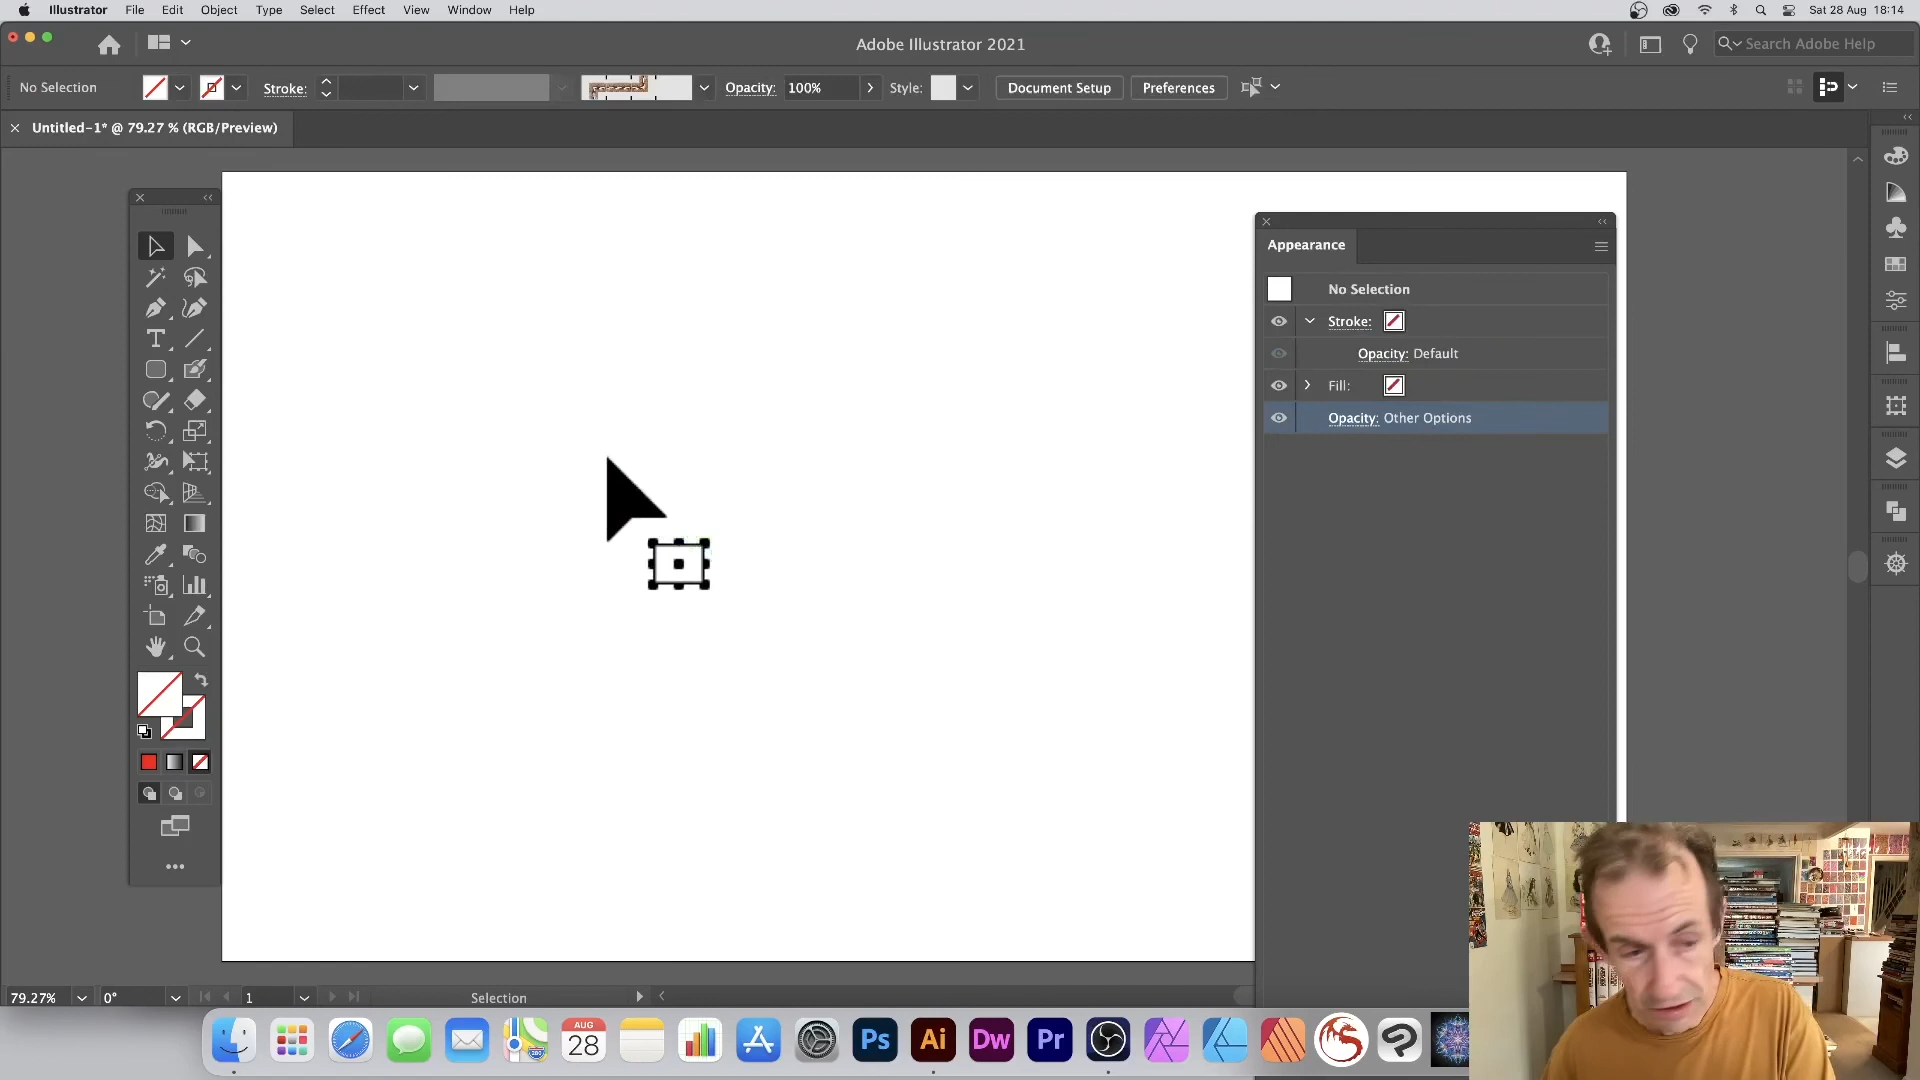 Illustrator File Edit Object Type Select Effect View Window Help Sat 28 Aug 18:14
Adobe Illustrator 2021
Search Adobe Help
No Selection Stroke: Opacity: 100% Style: Document Setup Preferences
Untitled-1* @ 79.27 % (RGB/Preview)
Appearance
No Selection
Stroke:
Opacity: Default
Fill:
Opacity: Other Options
79.27% 0° 1 Selection
AUG
28
280
Ps Ai Dw Pr